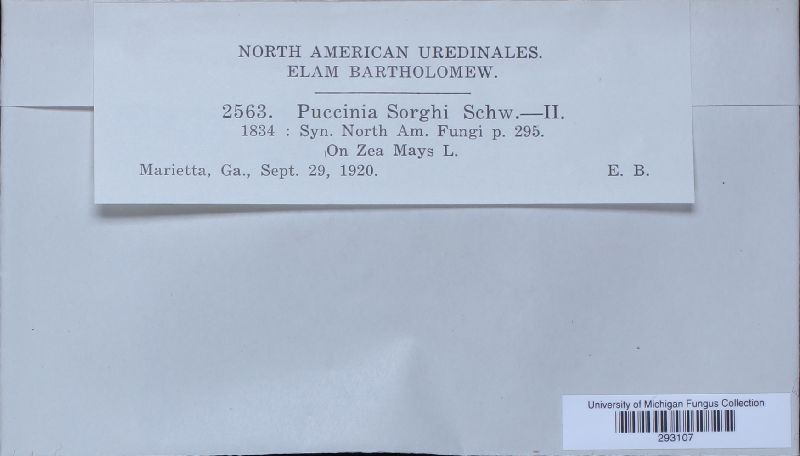 NORTH AMERICAN UREDINALES.
ELAM BARTHOLOMEW.
2563. Puccinia Sorghi Schw.—II.
1834 : Syn. North Am. Fungi p. 295.
On Zea Mays L.
Marietta, Ga., Sept. 29, 1920. E. B.
University of Michigan Fungus Collection
293107